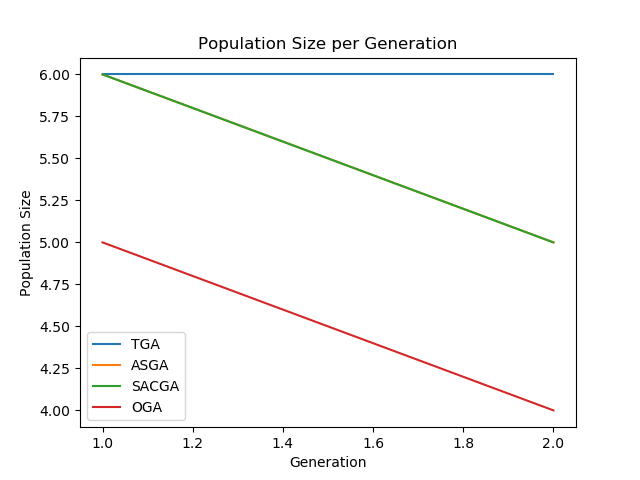 Population Size per Generation
Population Size
6.00
5.75
5.50
5.25
5.00
4.75
4.50
4.25
4.00
TGA
ASGA
SACGA
OGA
1.0 1.2 1.4 1.6 1.8 2.0
Generation